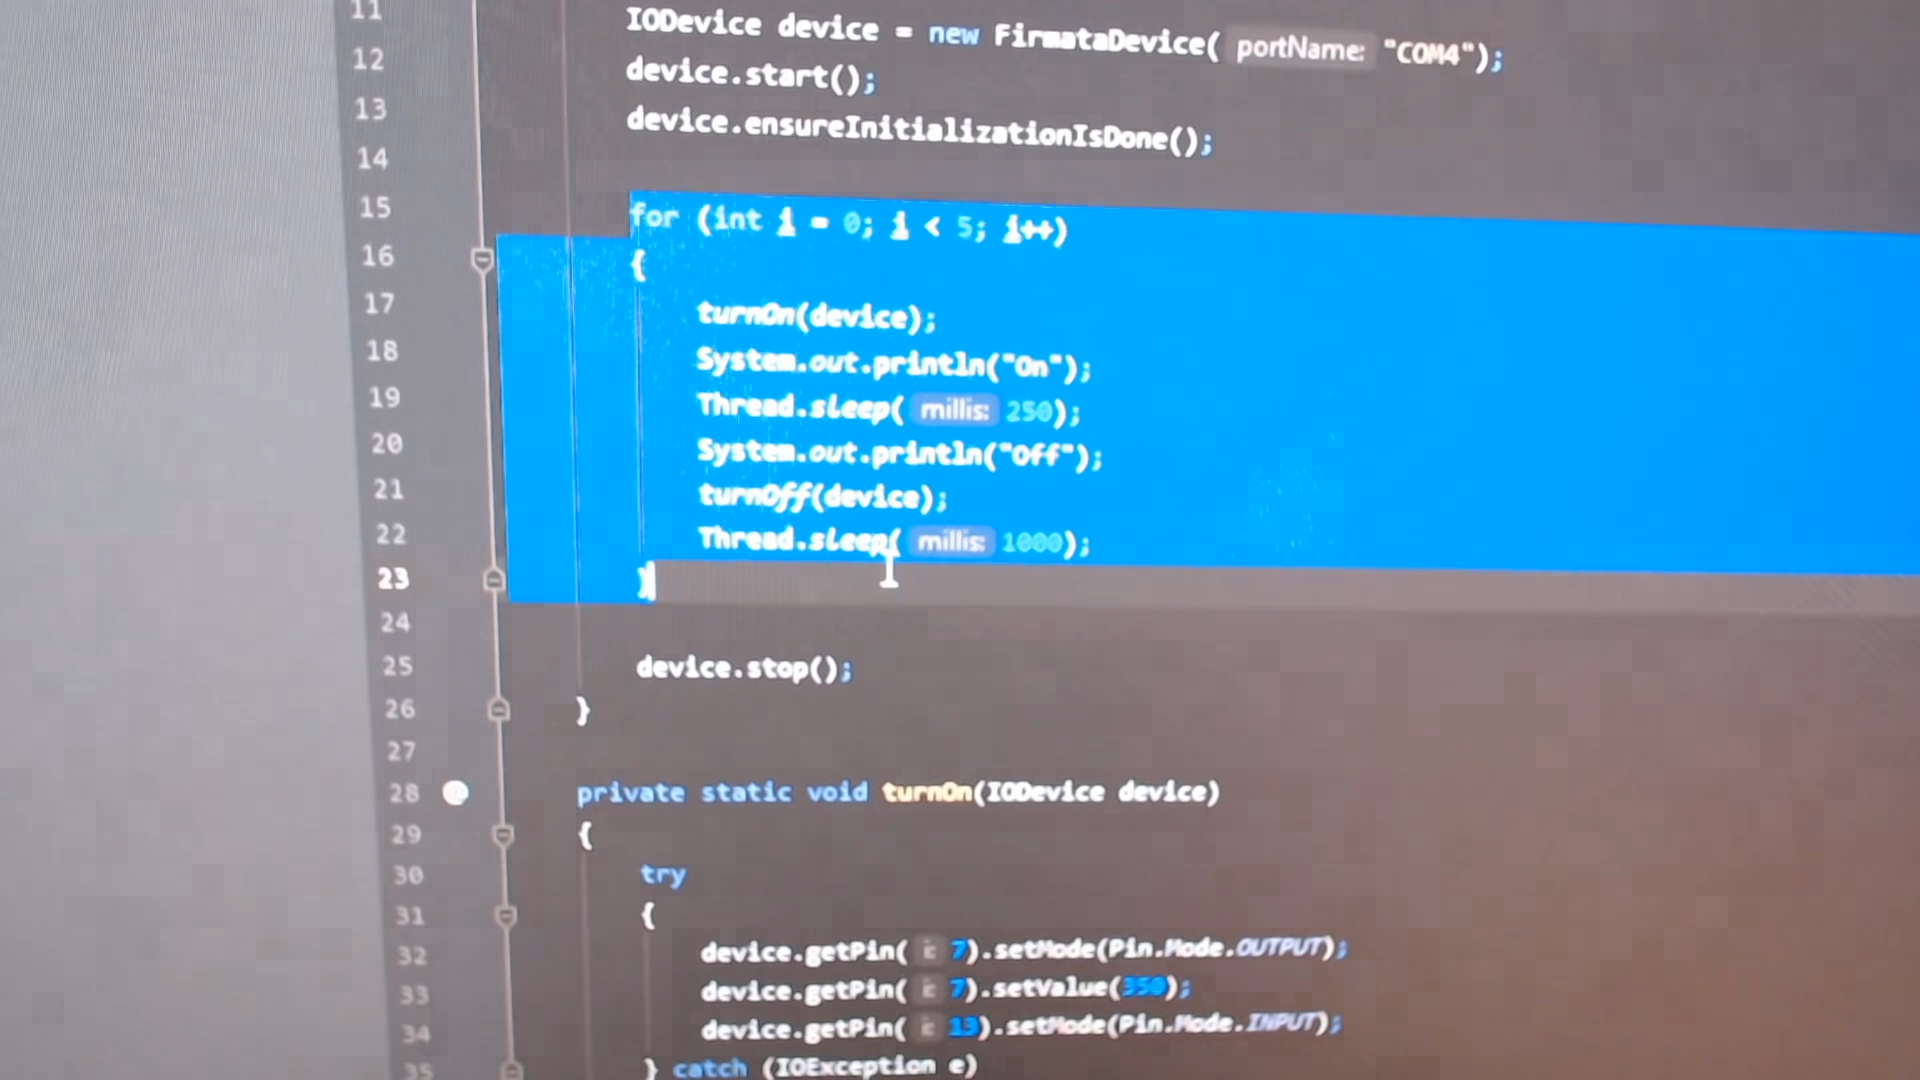 11 IODevice device = new FirmataDevice( portName: "COM4");
12 device.start();
13 device.ensureInitializationIsDone();
14
15 for (int i = 0; i < 5; i++)
16 {
17 turnOn(device);
18 System.out.println("On");
19 Thread.sleep( millis: 250);
20 System.out.println("Off");
21 turnOff(device);
22 Thread.sleep( millis: 1000);
23 }
24
25 device.stop();
26 }
27
28 @ private static void turnOn(IODevice device)
29 {
30 try
31 {
32 device.getPin( i: 7).setMode(Pin.Mode.OUTPUT);
33 device.getPin( i: 7).setValue(350);
34 device.getPin( i: 13).setMode(Pin.Mode.INPUT);
35 } catch (IOException e)